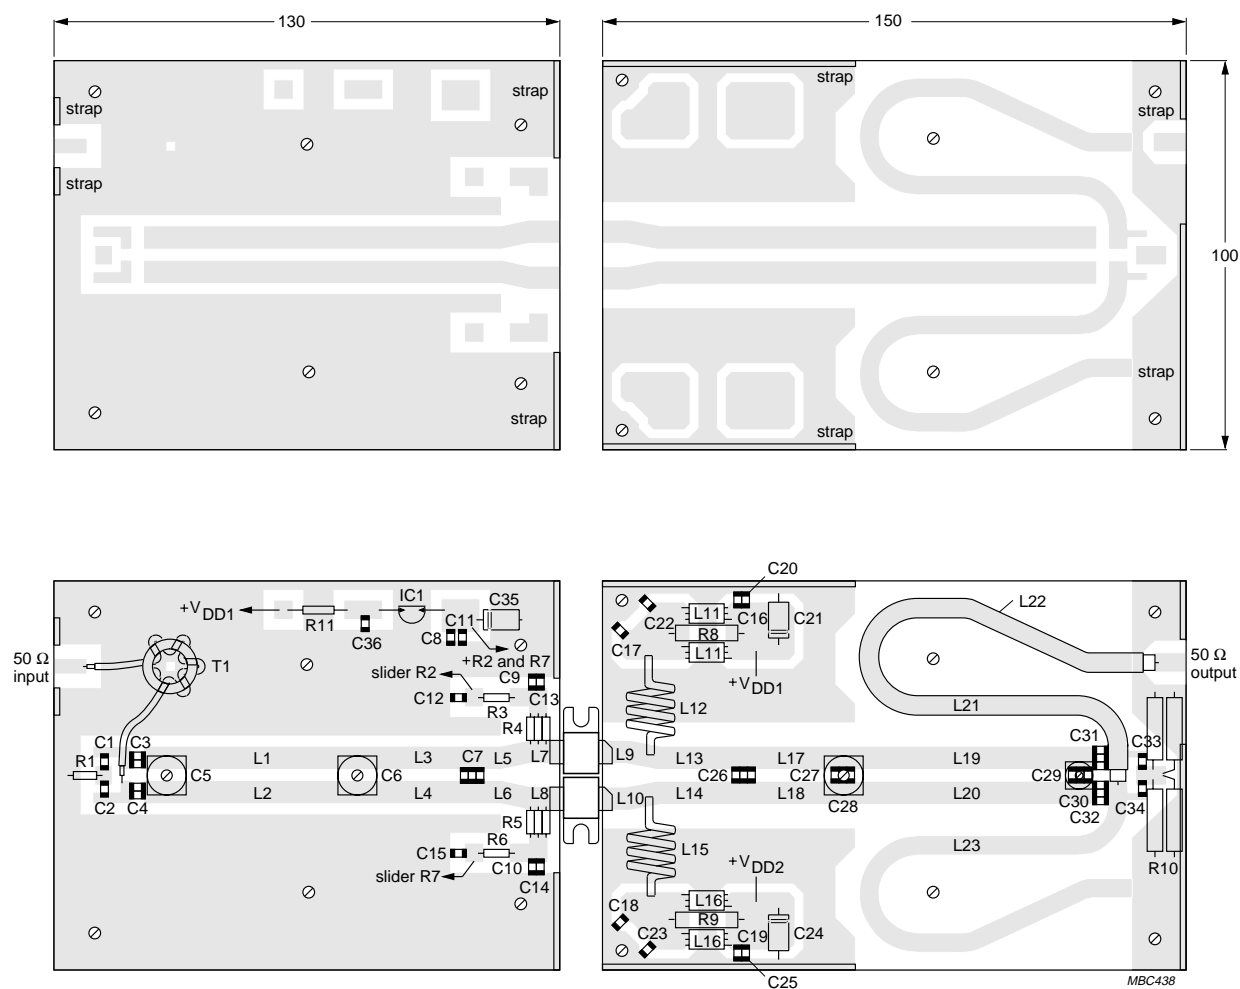 130
150
strap
strap
strap
strap
strap
strap
100
strap
strap
strap
C20
+VDD1
IC1
C35
R11
C36
C8
C11
C22
L11
C16
C21
L22
C17
R8
L11
50 Ω
input
T1
slider R2
+R2 and R7
C9
+VDD1
50 Ω
output
C12
R3
C13
L12
L21
R4
C1
C3
R1
L1
L3
L5
L7
C7
L9
L13
L17
L19
C31
C33
C5
C6
C26
C27
C29
C2
C4
L2
L4
L6
L8
L10
L14
L18
C28
L20
C30
C32
C34
R5
R6
C15
C10
L15
L23
slider R7
C14
+VDD2
R10
C18
L16
R9
C23
L16
C19
C24
C25
MBC438